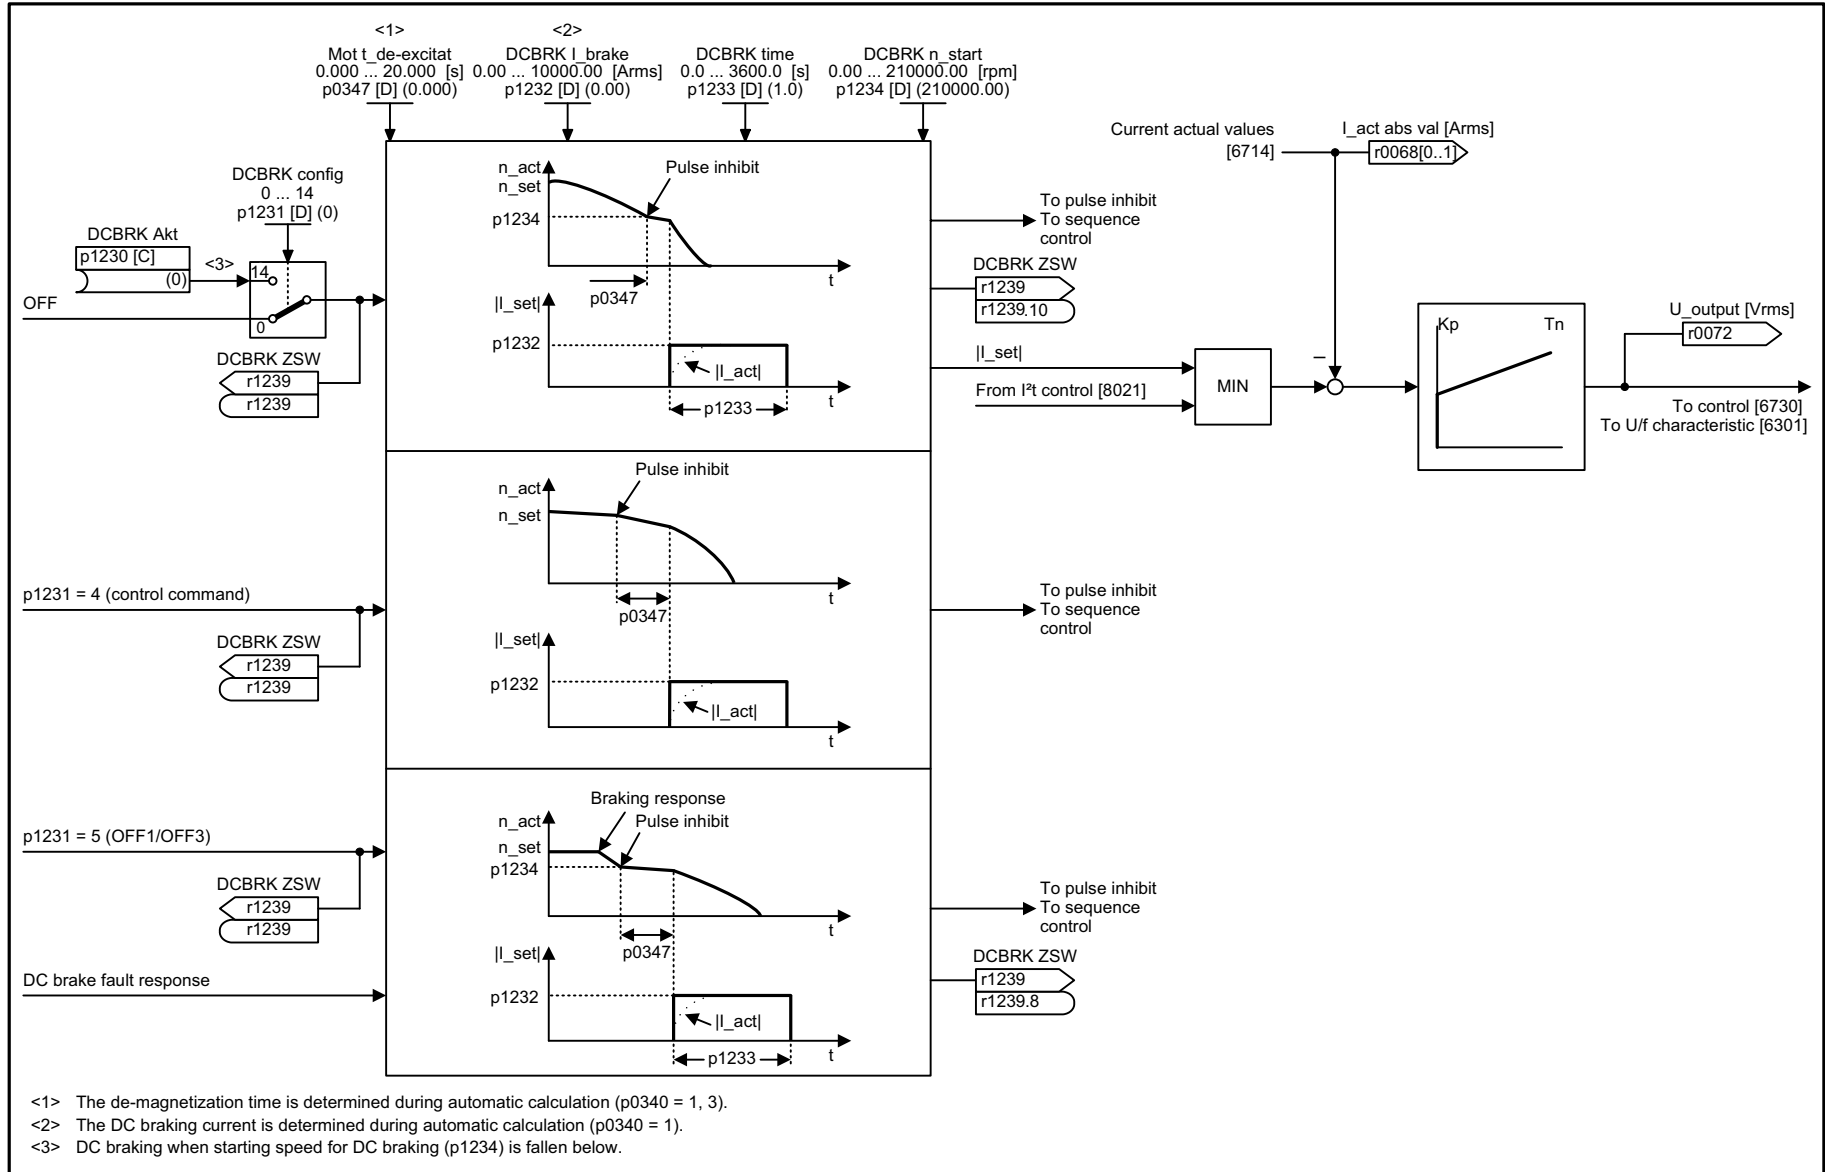 <1>
Mot t_de-excitat
0.000 ... 20.000 [s]
p0347 [D] (0.000)
<2>
DCBRK I_brake
0.00 ... 10000.00 [Arms]
p1232 [D] (0.00)
DCBRK time
0.0 ... 3600.0 [s]
p1233 [D] (1.0)
DCBRK n_start
0.00 ... 210000.00 [rpm]
p1234 [D] (210000.00)
DCBRK config
0 ... 14
p1231 [D] (0)
DCBRK Akt
p1230 [C]
(0)
<3>
14
0
OFF
DCBRK ZSW
r1239
r1239
n_act
n_set
p1234
Pulse inhibit
t
p0347
|I_set|
p1232
|I_act|
t
p1233
To pulse inhibit
To sequence
control
DCBRK ZSW
r1239
r1239.10
|I_set|
From I²t control [8021]
MIN
Current actual values
[6714]
I_act abs val [Arms]
r0068[0..1]
–
Kp
Tn
U_output [Vrms]
r0072
To control [6730]
To U/f characteristic [6301]
p1231 = 4 (control command)
DCBRK ZSW
r1239
r1239
Pulse inhibit
n_act
n_set
t
p0347
|I_set|
p1232
|I_act|
t
To pulse inhibit
To sequence
control
p1231 = 5 (OFF1/OFF3)
DCBRK ZSW
r1239
r1239
DC brake fault response
Braking response
Pulse inhibit
n_act
n_set
p1234
t
p0347
|I_set|
p1232
|I_act|
t
p1233
To pulse inhibit
To sequence
control
DCBRK ZSW
r1239
r1239.8
<1> The de-magnetization time is determined during automatic calculation (p0340 = 1, 3).
<2> The DC braking current is determined during automatic calculation (p0340 = 1).
<3> DC braking when starting speed for DC braking (p1234) is fallen below.